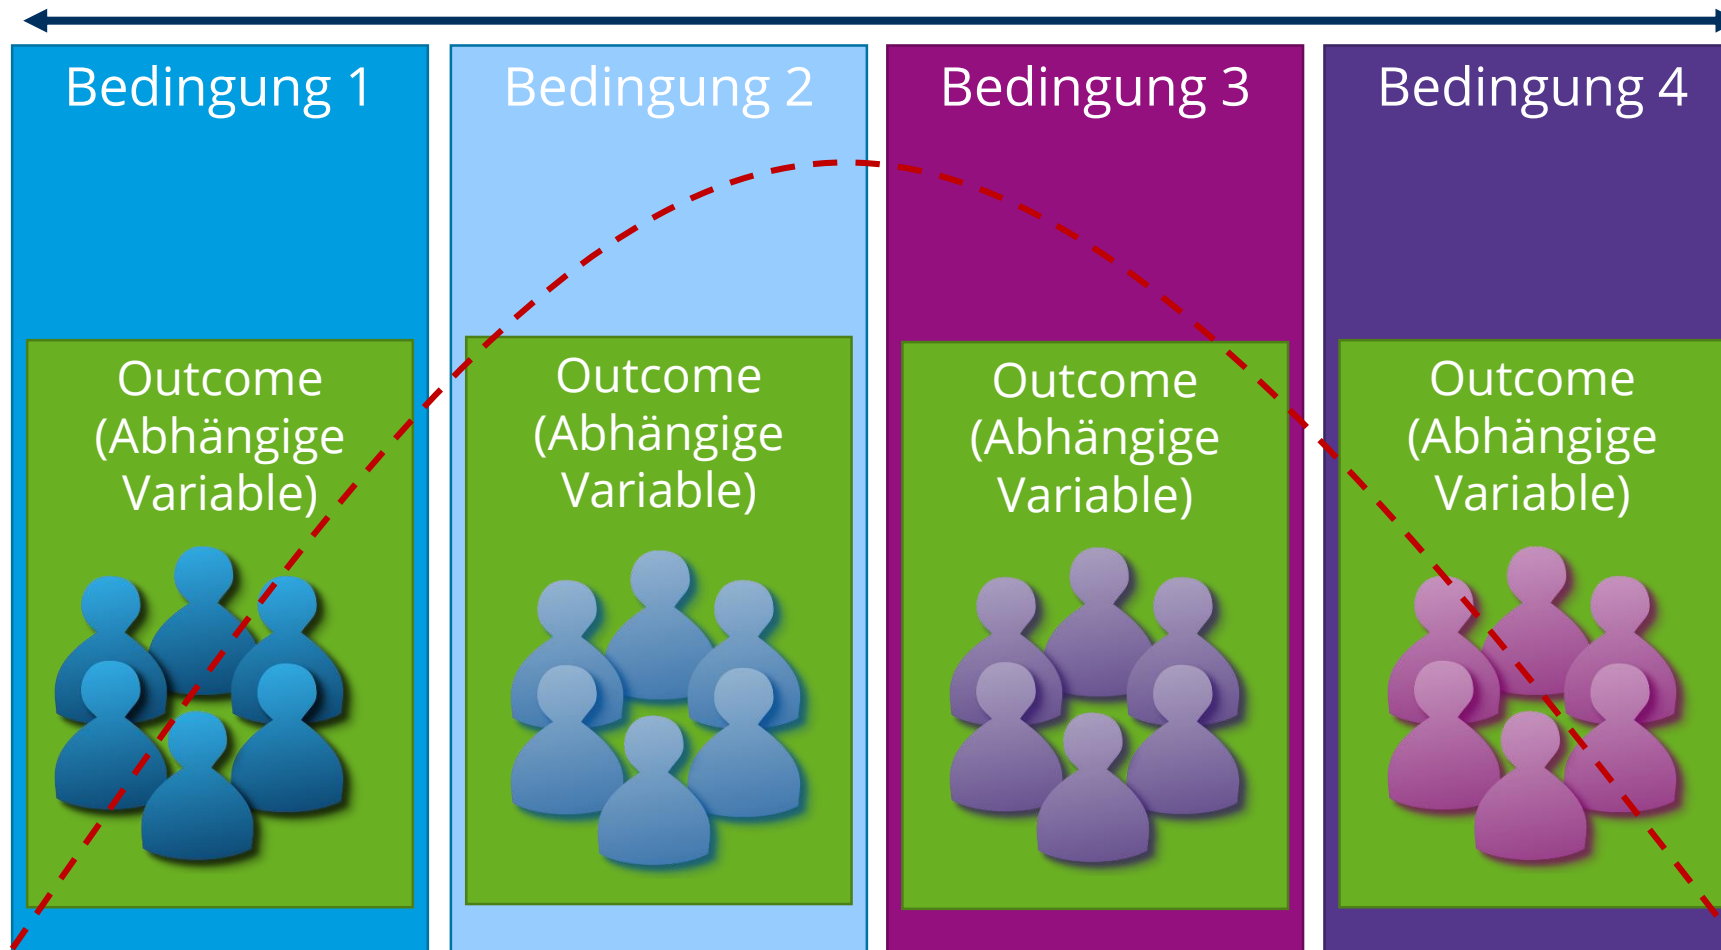 Bedingung 1
Outcome
(Abhängige
Variable)
Bedingung 2
Outcome
(Abhängige
Variable)
Bedingung 3
Outcome
(Abhängige
Variable)
Bedingung 4
Outcome
(Abhängige
Variable)